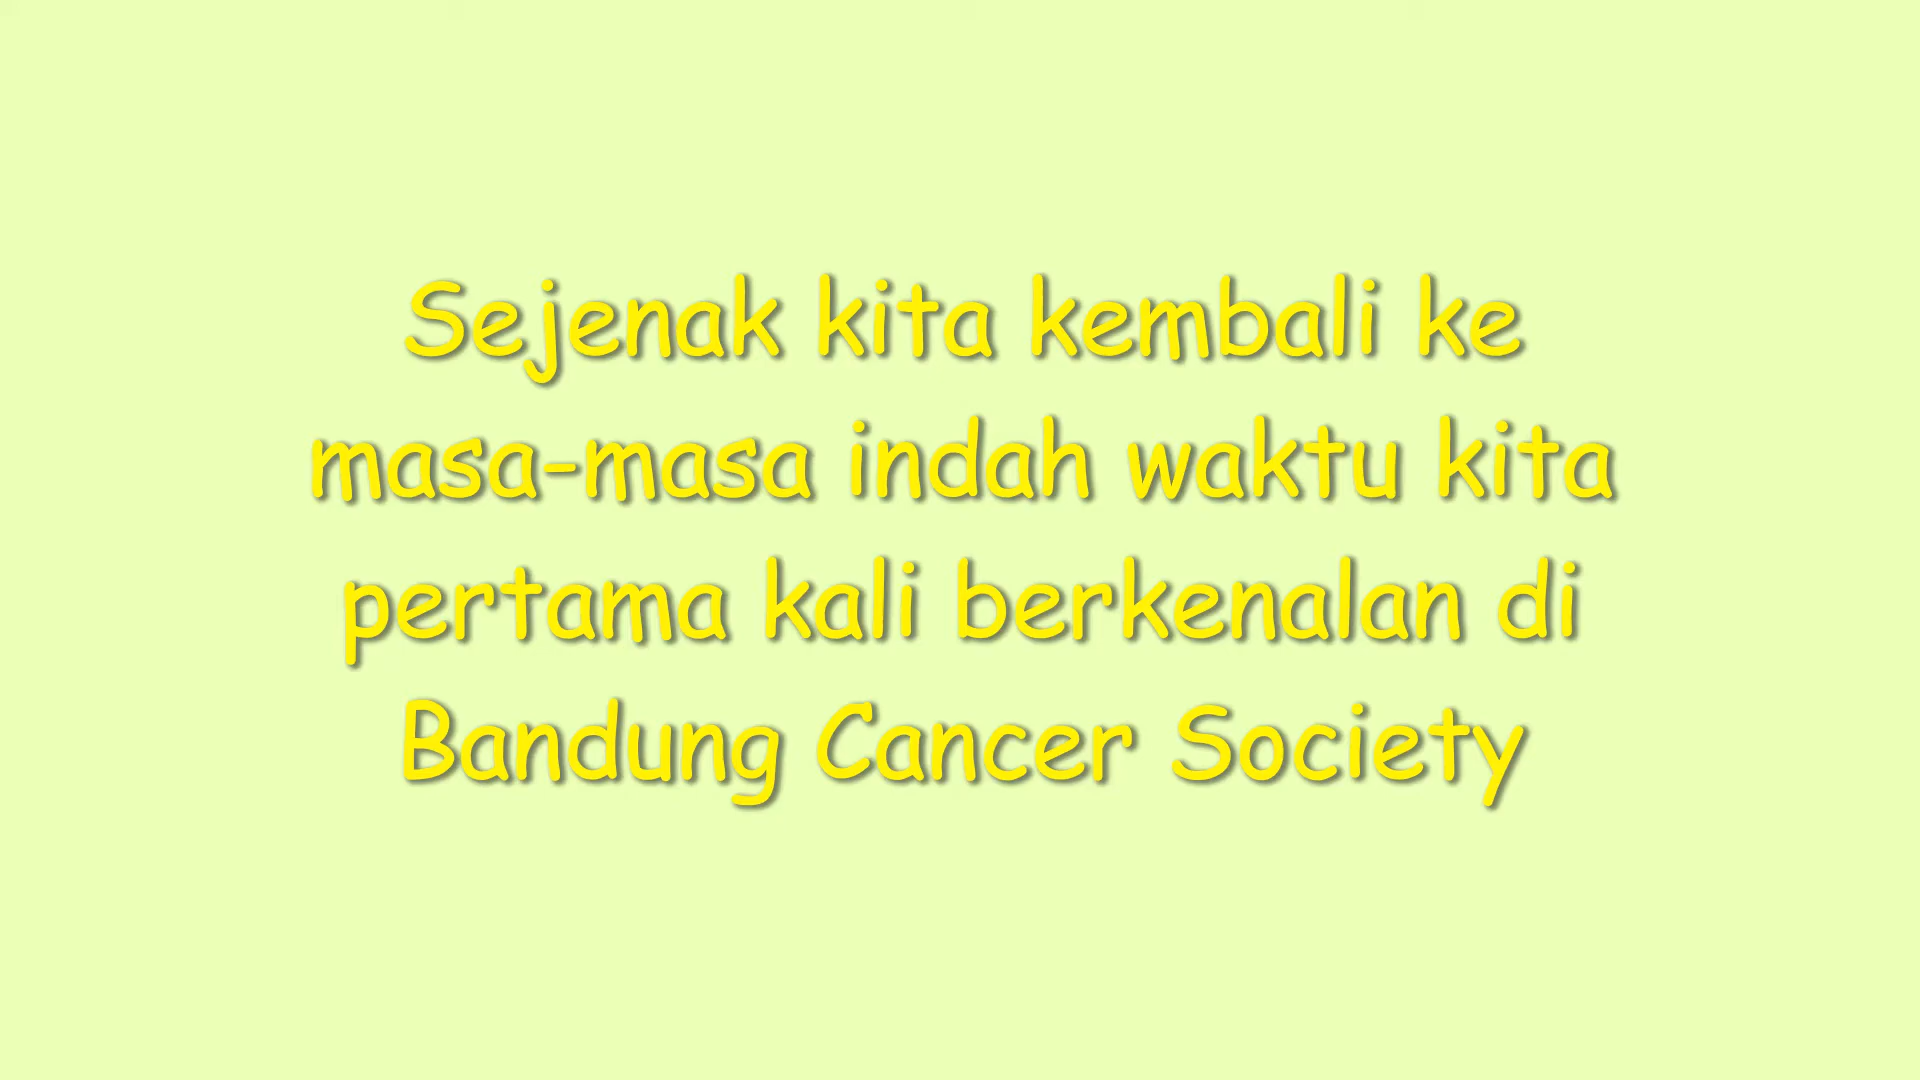 Sejenak kita kembali ke
masa-masa indah waktu kita
pertama kali berkenalan di
Bandung Cancer Society